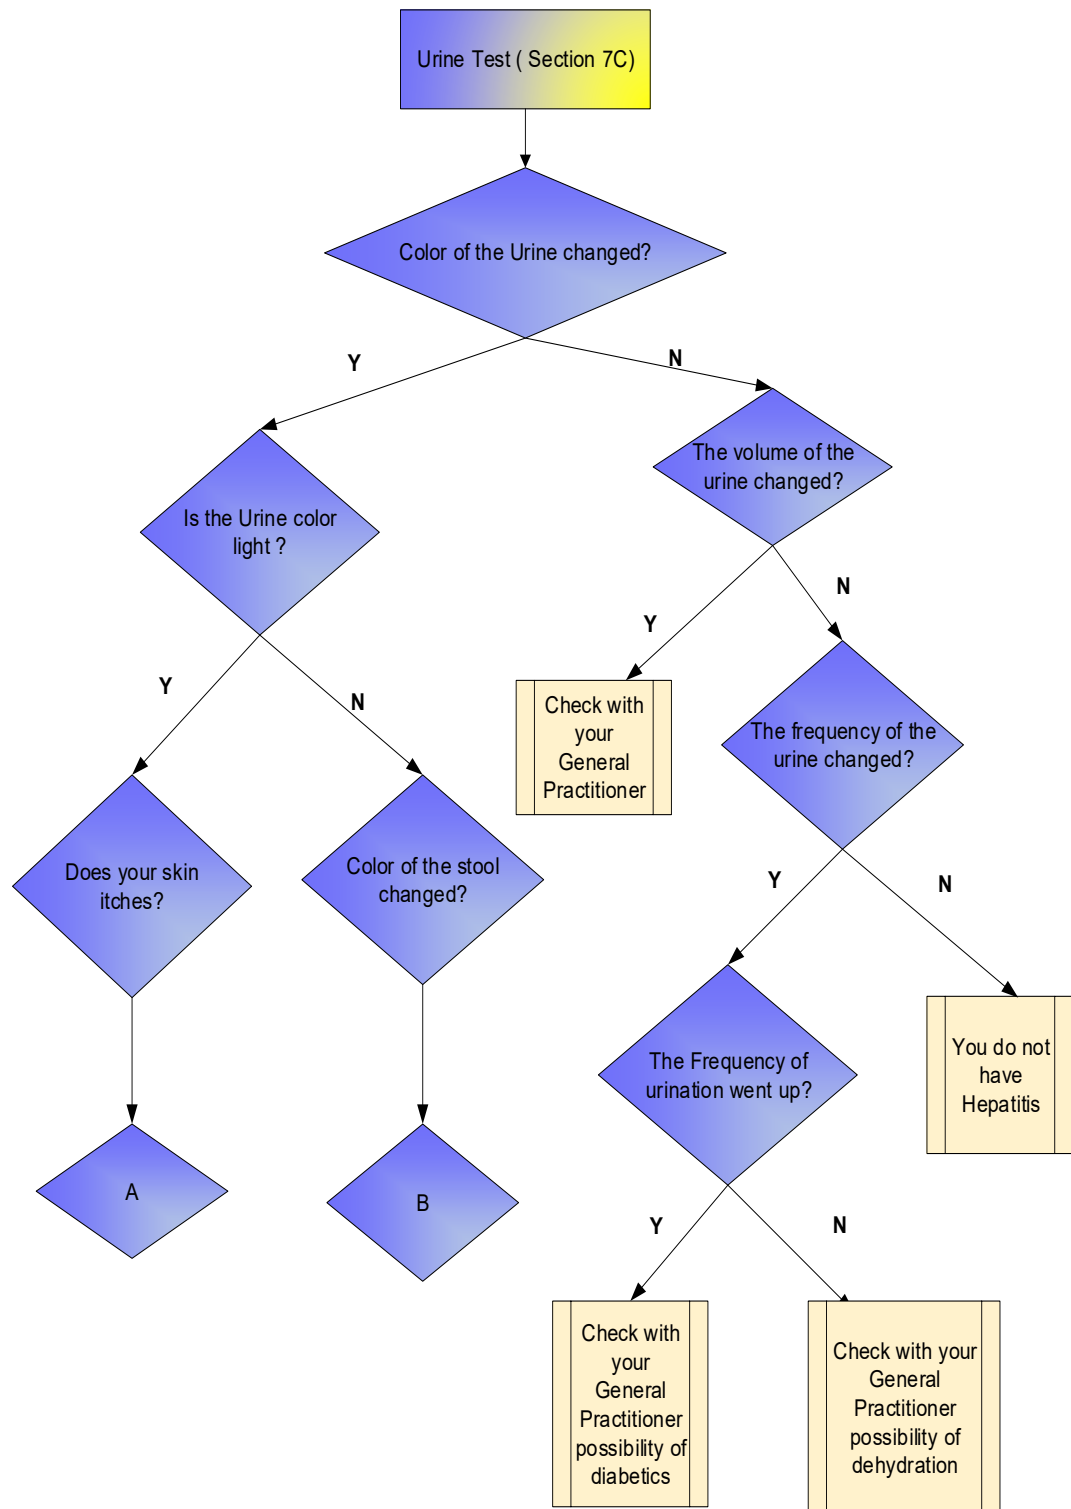 Urine Test ( Section 7C)
Color of the Urine changed?
Y
N
The volume of the
urine changed?
Is the Urine color
light ?
Y
N
Check with
your
General
Practitioner
The frequency of the
urine changed?
Y
N
Does your skin
itches?
Color of the stool
changed?
Y
N
The Frequency of
urination went up?
You do not
have
Hepatitis
A
B
Y
N
Check with
your
General
Practitioner
possibility of
diabetics
Check with your
General
Practitioner
possibility of
dehydration